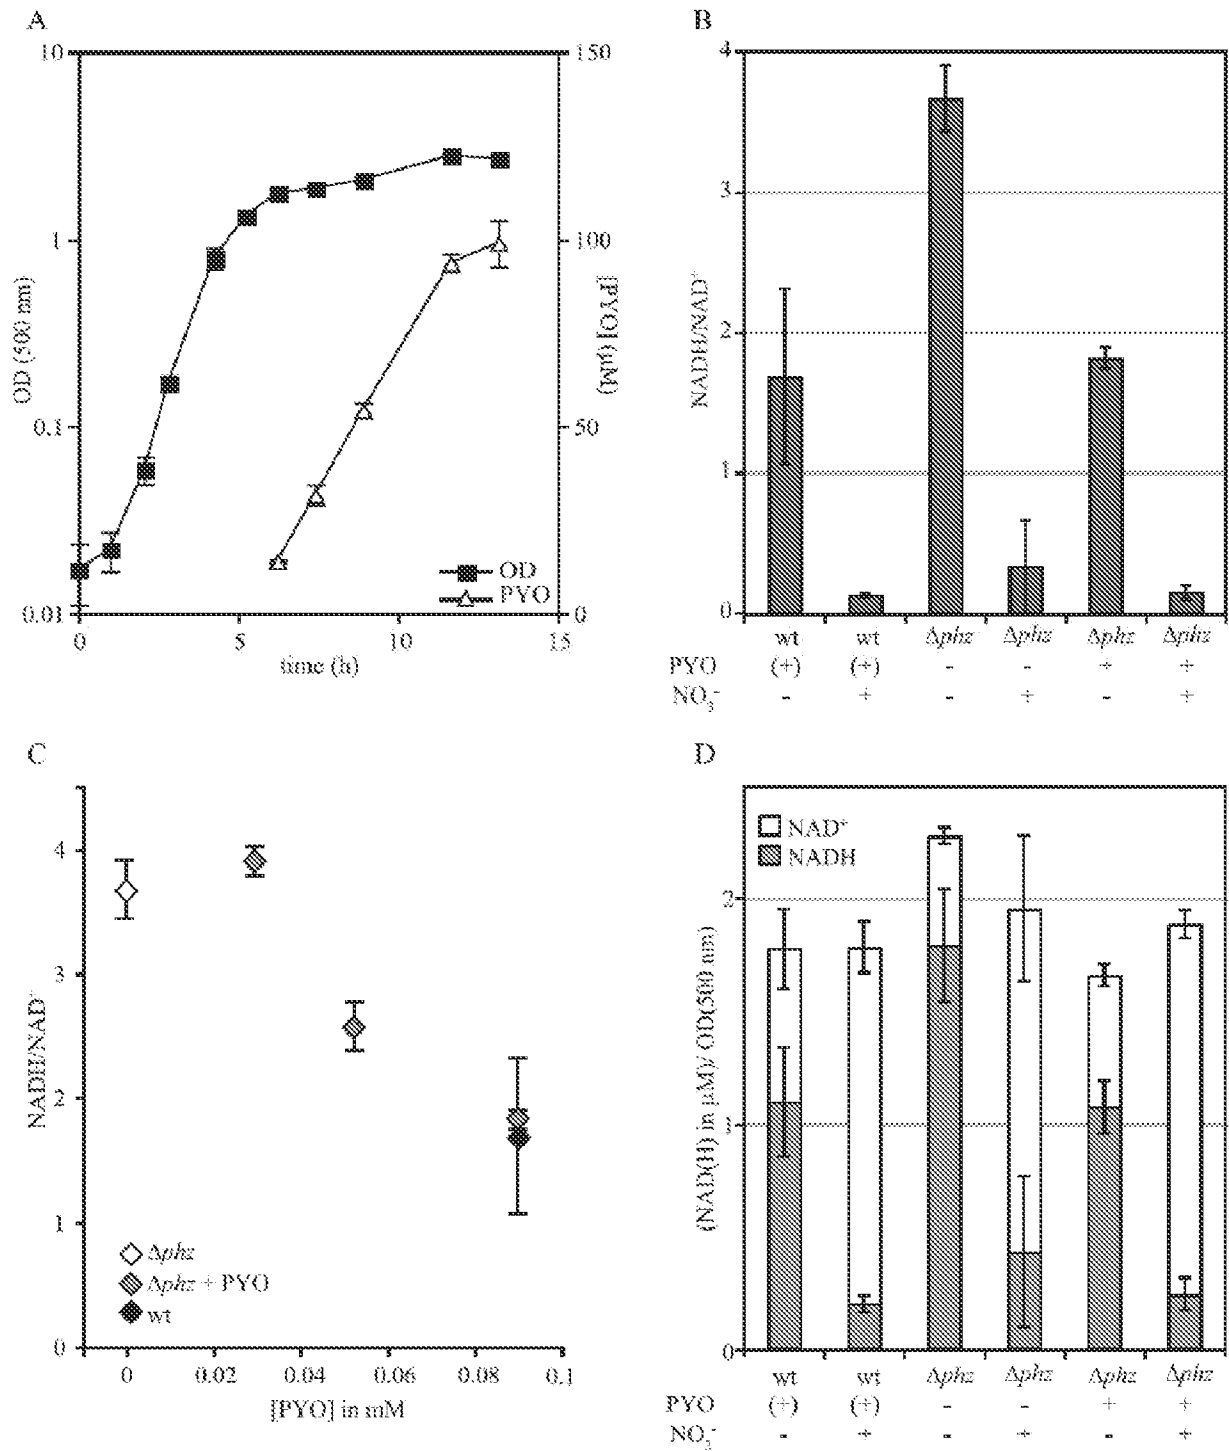 A
10
1
0.1
0.01
OD (500 nm)
150
100
50
0
[PYO] (µM)
OD
PYO
0 5 10 15
time (h)
B
4
3
2
1
0
NADH/NAD⁺
wt wt Δphz Δphz Δphz Δphz
PYO (+) (+) - - + +
NO₃⁻ - + - + - +
C
4
3
2
1
0
NADH/NAD⁺
Δphz
Δphz + PYO
wt
0 0.02 0.04 0.06 0.08 0.1
[PYO] in mM
D
NAD⁺
NADH
2
1
0
(NAD(H) in µM)/ OD(500 nm)
wt wt Δphz Δphz Δphz Δphz
PYO (+) (+) - - + +
NO₃⁻ - + - + - +